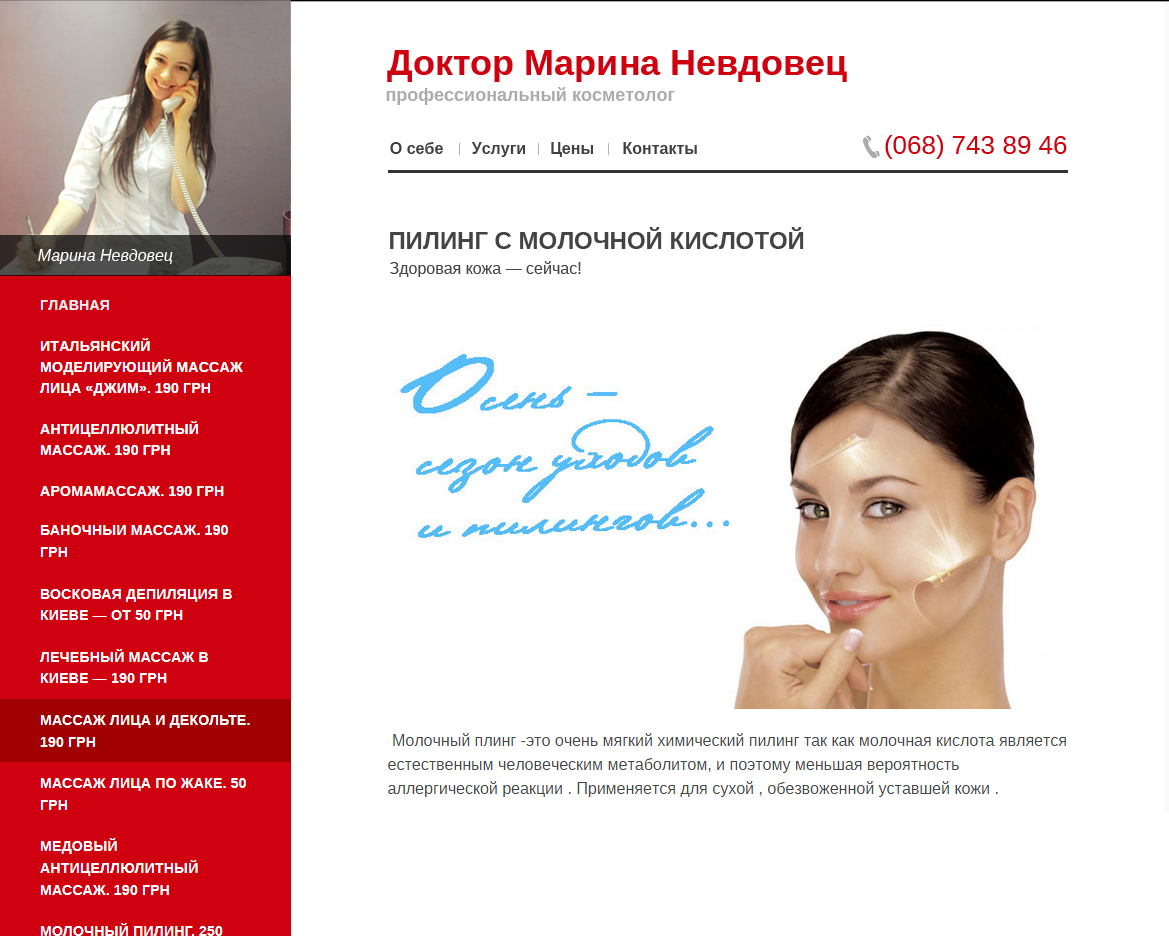 Доктор Марина Невдовец
профессиональный косметолог
О себе
Услуги
Цены
Контакты
(068) 743 89 46
Марина Невдовец
ГЛАВНАЯ
ИТАЛЬЯНСКИЙ
МОДЕЛИРУЮЩИЙ МАССАЖ
ЛИЦА «ДЖИМ». 190 ГРН
АНТИЦЕЛЛЮЛИТНЫЙ
МАССАЖ. 190 ГРН
АРОМАМАССАЖ. 190 ГРН
БАНОЧНЫЙ МАССАЖ. 190
ГРН
ВОСКОВАЯ ДЕПИЛЯЦИЯ В
КИЕВЕ — ОТ 50 ГРН
ЛЕЧЕБНЫЙ МАССАЖ В
КИЕВЕ — 190 ГРН
МАССАЖ ЛИЦА И ДЕКОЛЬТЕ.
190 ГРН
МАССАЖ ЛИЦА ПО ЖАКЕ. 50
ГРН
МЕДОВЫЙ
АНТИЦЕЛЛЮЛИТНЫЙ
МАССАЖ. 190 ГРН
МОЛОЧНЫЙ ПИЛИНГ. 250
ПИЛИНГ С МОЛОЧНОЙ КИСЛОТОЙ
Здоровая кожа — сейчас!
Осень –
сезон уходов
и пилингов...
Молочный плинг -это очень мягкий химический пилинг так как молочная кислота является
естественным человеческим метаболитом, и поэтому меньшая вероятность
аллергической реакции . Применяется для сухой , обезвоженной уставшей кожи .